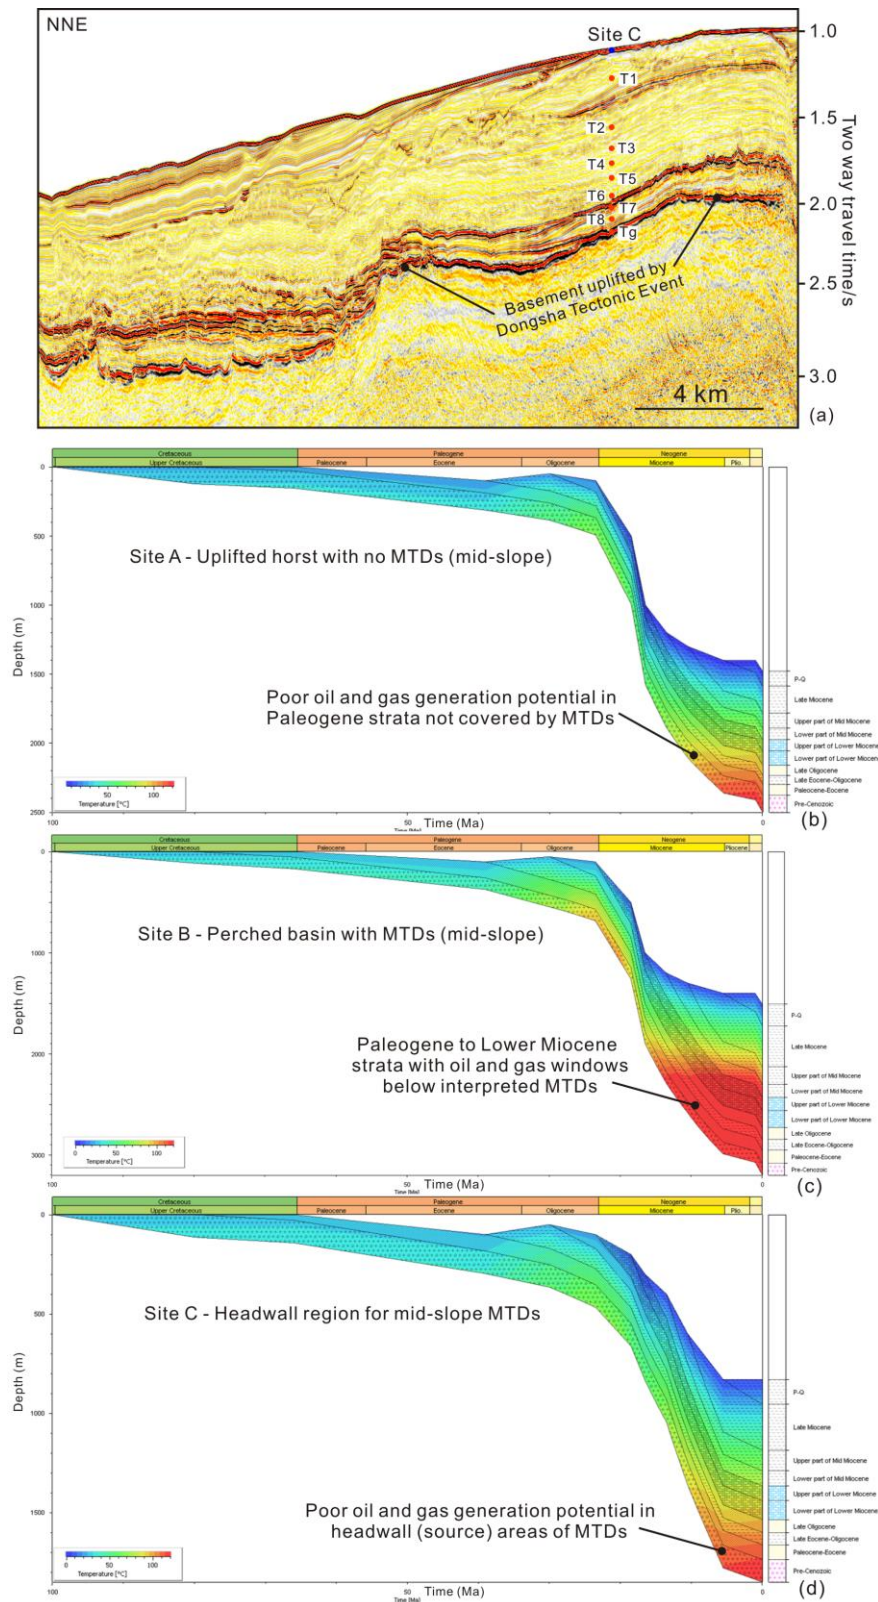 NNE
Site C
1.0
T1
1.5
T2
T3
T4
T5
T6
T7
T8
Tg
2.0
2.5
3.0
Two way travel time/s
Basement uplifted by
Dongsha Tectonic Event
4 km
(a)
Cretaceous
Paleogene
Neogene
Upper Cretaceous
Paleocene
Eocene
Oligocene
Miocene
Plio.
0
500
1000
1500
2000
2500
Depth (m)
Site A - Uplifted horst with no MTDs (mid-slope)
Poor oil and gas generation potential in
Paleogene strata not covered by MTDs
P-Q
Late Miocene
Upper part of Mid Miocene
Lower part of Mid Miocene
Upper part of Lower Miocene
Lower part of Lower Miocene
Late Oligocene
Late Eocene-Oligocene
Paleocene-Eocene
Pre-Cenozoic
50 100
Temperature [°C]
100
50
0
Time (Ma)
Time [Ma]
(b)
Cretaceous
Paleogene
Neogene
Upper Cretaceous
Paleocene
Eocene
Oligocene
Miocene
Pliocene
0
1000
2000
3000
Depth (m)
Site B - Perched basin with MTDs (mid-slope)
Paleogene to Lower Miocene
strata with oil and gas windows
below interpreted MTDs
P-Q
Late Miocene
Upper part of Mid Miocene
Lower part of Mid Miocene
Upper part of Lower Miocene
Lower part of Lower Miocene
Late Oligocene
Late Eocene-Oligocene
Paleocene-Eocene
Pre-Cenozoic
0 50 100
Temperature [°C]
100
50
0
Time (Ma)
Time [Ma]
(c)
Cretaceous
Paleogene
Neogene
Upper Cretaceous
Paleocene
Eocene
Oligocene
Miocene
Plio.
0
500
1000
1500
Depth (m)
Site C - Headwall region for mid-slope MTDs
Poor oil and gas generation potential in
headwall (source) areas of MTDs
P-Q
Late Miocene
Upper part of Mid Miocene
Lower part of Mid Miocene
Upper part of Lower Miocene
Lower part of Lower Miocene
Late Oligocene
Late Eocene-Oligocene
Paleocene-Eocene
Pre-Cenozoic
0 50 100
Temperature [°C]
100
50
0
Time (Ma)
(d)